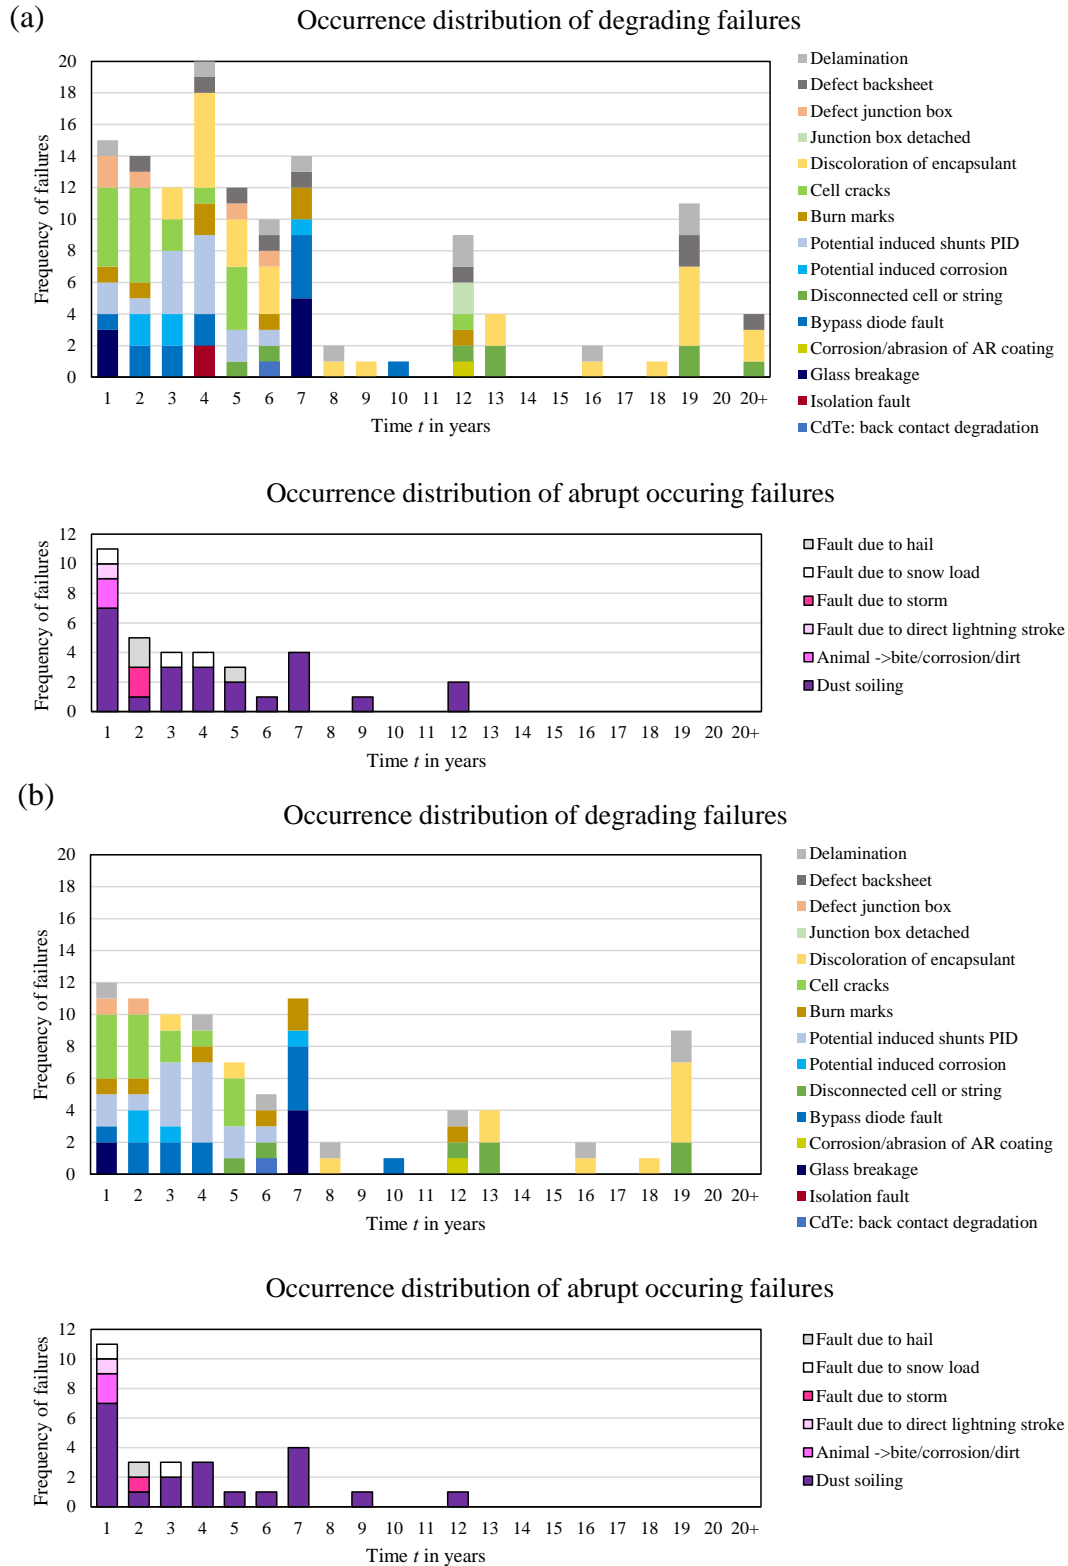 (a)
Occurrence distribution of degrading failures
Frequency of failures
20
18
16
14
12
10
8
6
4
2
0
1 2 3 4 5 6 7 8 9 10 11 12 13 14 15 16 17 18 19 20 20+
Time t in years
Delamination
Defect backsheet
Defect junction box
Junction box detached
Discoloration of encapsulant
Cell cracks
Burn marks
Potential induced shunts PID
Potential induced corrosion
Disconnected cell or string
Bypass diode fault
Corrosion/abrasion of AR coating
Glass breakage
Isolation fault
CdTe: back contact degradation
Occurrence distribution of abrupt occuring failures
Frequency of failures
12
10
8
6
4
2
0
1 2 3 4 5 6 7 8 9 10 11 12 13 14 15 16 17 18 19 20 20+
Time t in years
Fault due to hail
Fault due to snow load
Fault due to storm
Fault due to direct lightning stroke
Animal ->bite/corrosion/dirt
Dust soiling
(b)
Occurrence distribution of degrading failures
Frequency of failures
20
18
16
14
12
10
8
6
4
2
0
1 2 3 4 5 6 7 8 9 10 11 12 13 14 15 16 17 18 19 20 20+
Time t in years
Delamination
Defect backsheet
Defect junction box
Junction box detached
Discoloration of encapsulant
Cell cracks
Burn marks
Potential induced shunts PID
Potential induced corrosion
Disconnected cell or string
Bypass diode fault
Corrosion/abrasion of AR coating
Glass breakage
Isolation fault
CdTe: back contact degradation
Occurrence distribution of abrupt occuring failures
Frequency of failures
12
10
8
6
4
2
0
1 2 3 4 5 6 7 8 9 10 11 12 13 14 15 16 17 18 19 20 20+
Time t in years
Fault due to hail
Fault due to snow load
Fault due to storm
Fault due to direct lightning stroke
Animal ->bite/corrosion/dirt
Dust soiling